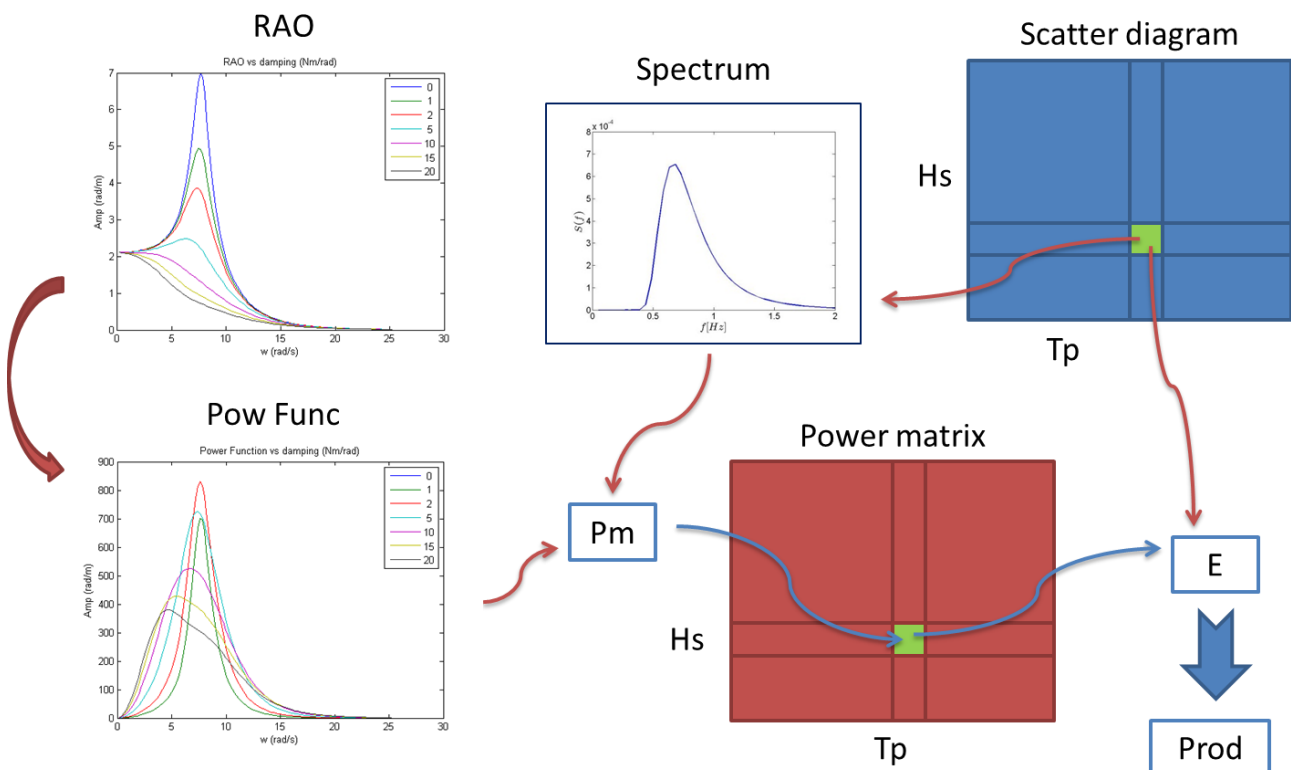 RAO
RAO vs damping (Nm/rad)
7
6
5
4
3
2
1
0
Amp (rad/m)
0 5 10 15 20 25 30
w (rad/s)
0
1
2
5
10
15
20
Spectrum
x 10^-4
8
7
6
5
4
3
2
1
0
S(f)
0 0.5 1 1.5 2
f[Hz]
Scatter diagram
Hs
Tp
Pow Func
Power Function vs damping (Nm/rad)
900
800
700
600
500
400
300
200
100
0
Amp (rad/m)
0 5 10 15 20 25 30
w (rad/s)
0
1
2
5
10
15
20
Pm
Power matrix
Hs
Tp
E
Prod